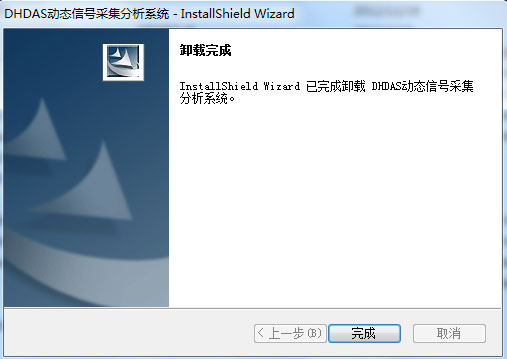 DHDAS动态信号采集分析系统 - InstallShield Wizard
卸载完成
InstallShield Wizard 已完成卸载 DHDAS动态信号采集
分析系统。
< 上一步(B)
完成
取消